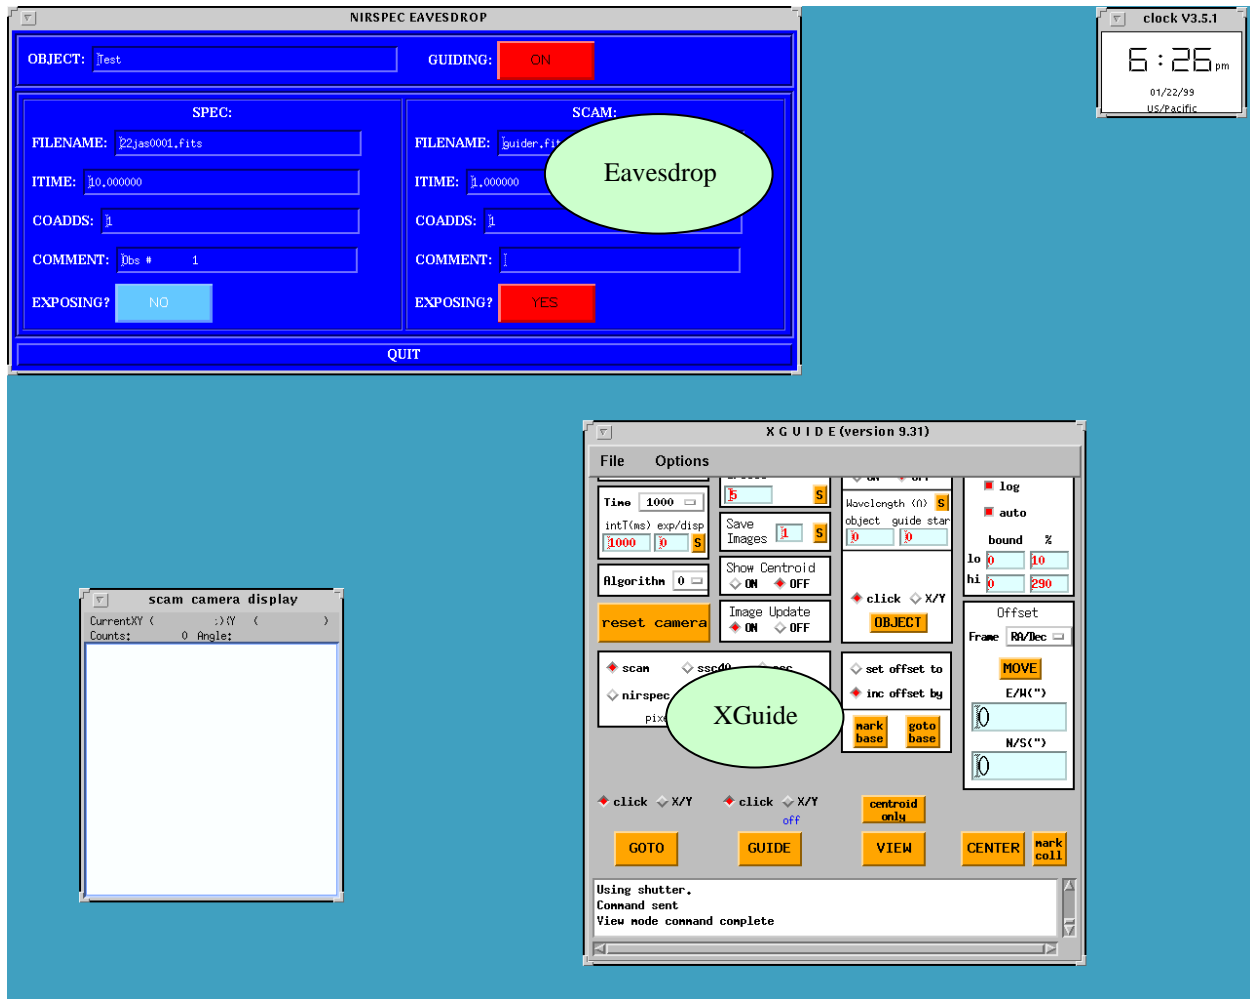 NIRSPEC EAVESDROP
OBJECT: Test
GUIDING: ON
SPEC:
FILENAME: 22jas0001.fits
ITIME: 10.000000
COADDS: 1
COMMENT: Obs # 1
EXPOSING? NO
SCAM:
FILENAME: guider.fit
ITIME: 1.000000
COADDS: 1
COMMENT:
EXPOSING? YES
QUIT
Eavesdrop
clock V3.5.1
6:26 pm
01/22/99
US/Pacific
scam camera display
CurrentXY ( ;)(Y ( )
Counts: 0 Angle:
X G U I D E (version 9.31)
File Options
Time 1000
intT(ms) exp/disp
1000 0 S
Algorithm 0
reset camera
5 S
Save
Images 1 S
Show Centroid
ON OFF
Image Update
ON OFF
ON OFF
Wavelength (A) S
object guide star
0 0
click X/Y
OBJECT
log
auto
bound %
lo 0 10
hi 0 290
scam ssc40
nirspec
XGuide
set offset to
inc offset by
mark
base
goto
base
Offset
Frame RA/Dec
MOVE
E/W(")
0
N/S(")
0
click X/Y
click X/Y
off
centroid
only
GOTO
GUIDE
VIEW
CENTER
mark
coll
Using shutter.
Command sent
View mode command complete